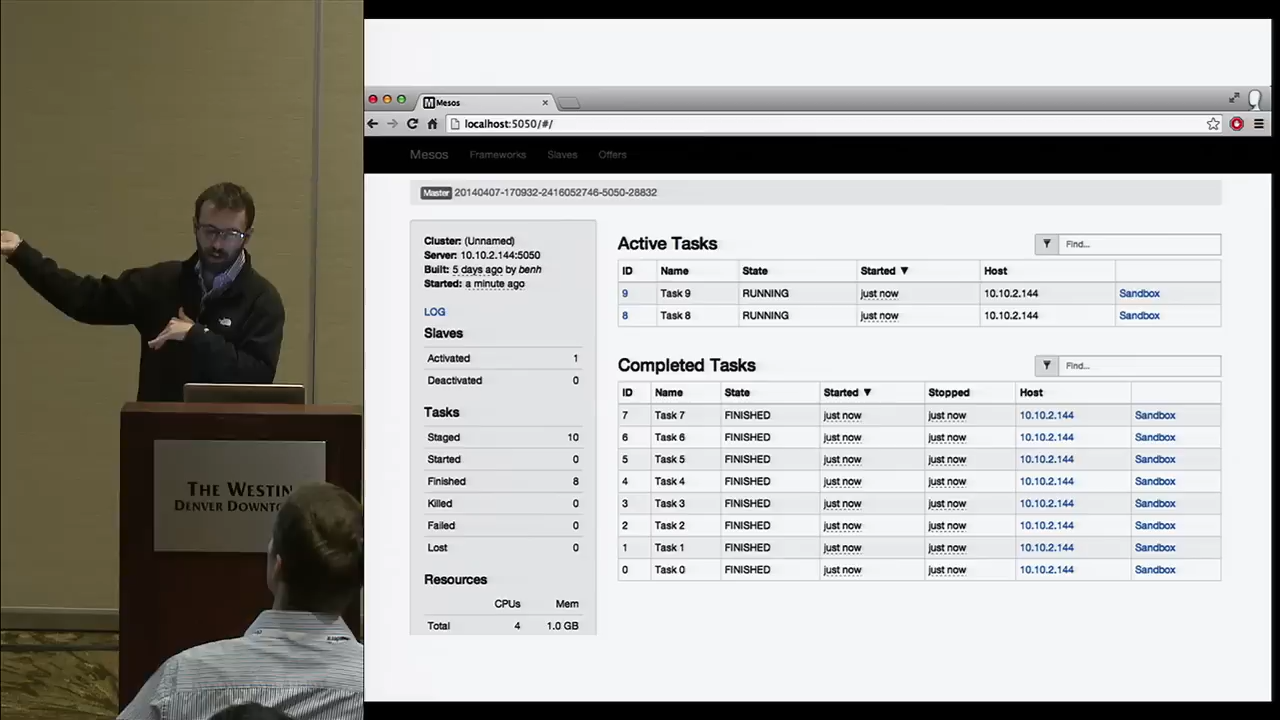 Mesos
localhost:5050/#/
Mesos Frameworks Slaves Offers
Master 20140407-170932-2416052746-5050-28832
Cluster: (Unnamed)
Server: 10.10.2.144:5050
Built: 5 days ago by benh
Started: a minute ago
LOG
Slaves
Activated 1
Deactivated 0
Tasks
Staged 10
Started 0
Finished 8
Killed 0
Failed 0
Lost 0
Resources
CPUs Mem
Total 4 1.0 GB
Active Tasks Find...
ID Name State Started ▼ Host
9 Task 9 RUNNING just now 10.10.2.144 Sandbox
8 Task 8 RUNNING just now 10.10.2.144 Sandbox
Completed Tasks Find...
ID Name State Started ▼ Stopped Host
7 Task 7 FINISHED just now just now 10.10.2.144 Sandbox
6 Task 6 FINISHED just now just now 10.10.2.144 Sandbox
5 Task 5 FINISHED just now just now 10.10.2.144 Sandbox
4 Task 4 FINISHED just now just now 10.10.2.144 Sandbox
3 Task 3 FINISHED just now just now 10.10.2.144 Sandbox
2 Task 2 FINISHED just now just now 10.10.2.144 Sandbox
1 Task 1 FINISHED just now just now 10.10.2.144 Sandbox
0 Task 0 FINISHED just now just now 10.10.2.144 Sandbox
THE WESTIN
DENVER DOWNTO